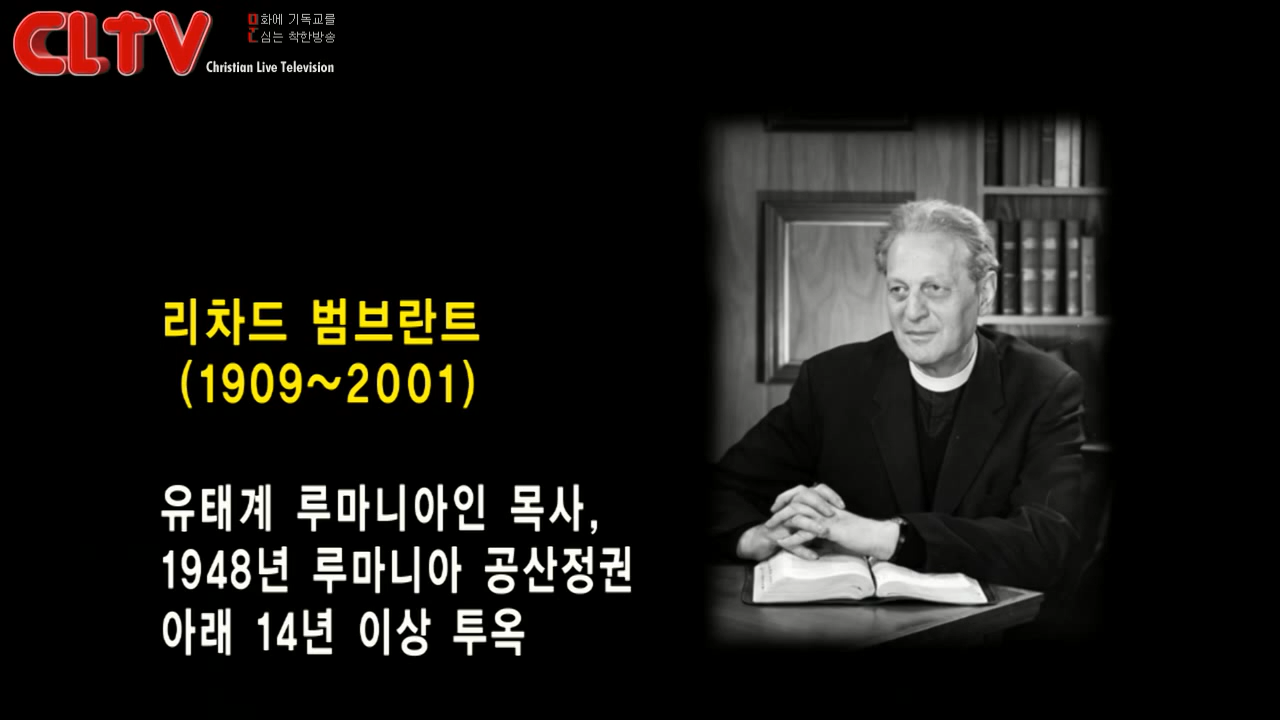 CLTV
문화에 기독교를
심는 착한방송
Christian Live Television
리차드 범브란트
(1909~2001)
유태계 루마니아인 목사,
1948년 루마니아 공산정권
아래 14년 이상 투옥